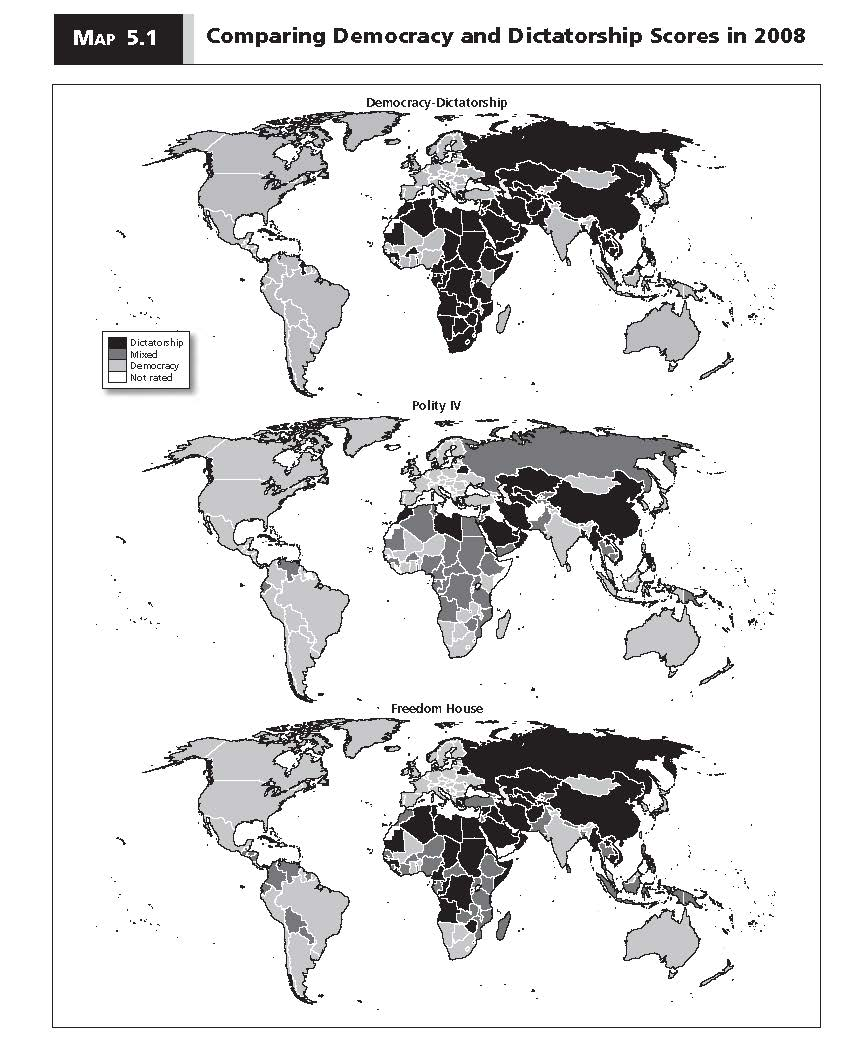 MAP 5.1
Comparing Democracy and Dictatorship Scores in 2008
Democracy-Dictatorship
Dictatorship
Mixed
Democracy
Not rated
Polity IV
Freedom House